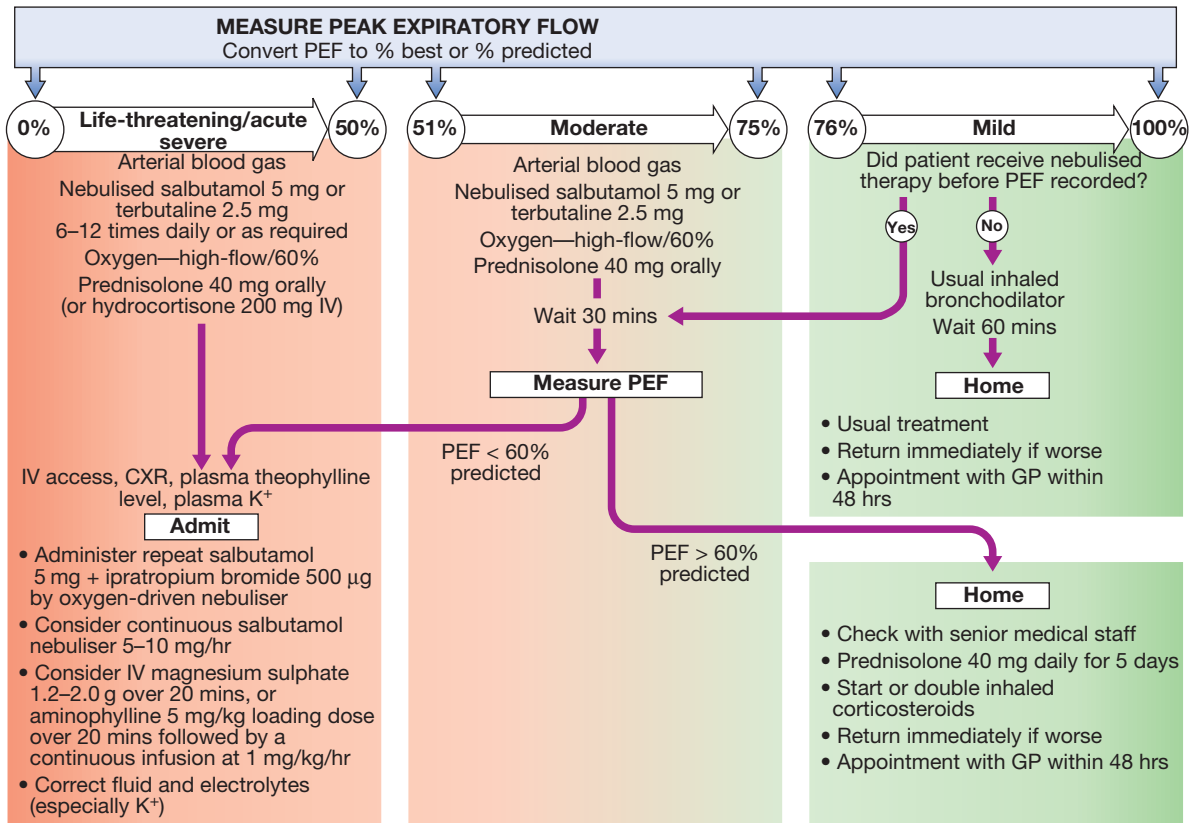 MEASURE PEAK EXPIRATORY FLOW
Convert PEF to % best or % predicted
0%
Life-threatening/acute
severe
50%
Arterial blood gas
Nebulised salbutamol 5 mg or
terbutaline 2.5 mg
6–12 times daily or as required
Oxygen—high-flow/60%
Prednisolone 40 mg orally
(or hydrocortisone 200 mg IV)
51%
Moderate
75%
Arterial blood gas
Nebulised salbutamol 5 mg or
terbutaline 2.5 mg
Oxygen—high-flow/60%
Prednisolone 40 mg orally
Wait 30 mins
Measure PEF
PEF < 60%
predicted
PEF > 60%
predicted
76%
Mild
100%
Did patient receive nebulised
therapy before PEF recorded?
Yes
No
Usual inhaled
bronchodilator
Wait 60 mins
Home
• Usual treatment
• Return immediately if worse
• Appointment with GP within
48 hrs
IV access, CXR, plasma theophylline
level, plasma K⁺
Admit
• Administer repeat salbutamol
5 mg + ipratropium bromide 500 μg
by oxygen-driven nebuliser
• Consider continuous salbutamol
nebuliser 5–10 mg/hr
• Consider IV magnesium sulphate
1.2–2.0 g over 20 mins, or
aminophylline 5 mg/kg loading dose
over 20 mins followed by a
continuous infusion at 1 mg/kg/hr
• Correct fluid and electrolytes
(especially K⁺)
Home
• Check with senior medical staff
• Prednisolone 40 mg daily for 5 days
• Start or double inhaled
corticosteroids
• Return immediately if worse
• Appointment with GP within 48 hrs